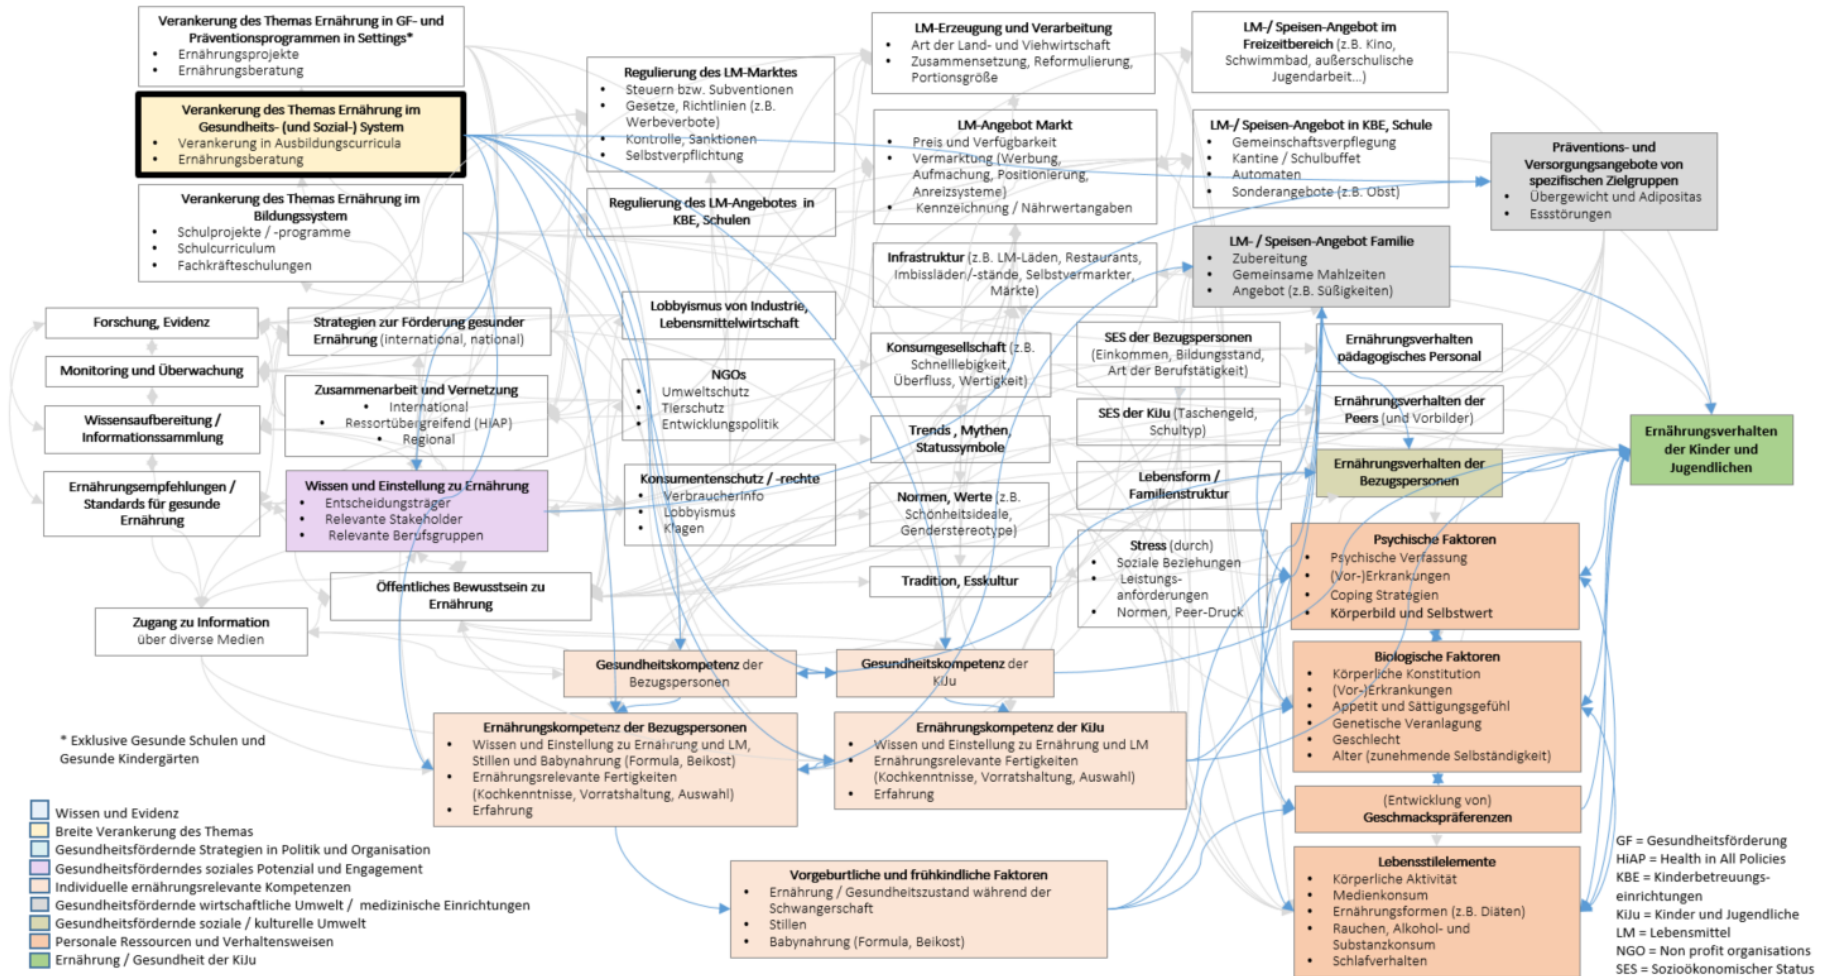 Verankerung des Themas Ernährung in GF- und
Präventionsprogrammen in Settings*
• Ernährungsprojekte
• Ernährungsberatung
Verankerung des Themas Ernährung im
Gesundheits- (und Sozial-) System
• Verankerung in Ausbildungscurricula
• Ernährungsberatung
Verankerung des Themas Ernährung im
Bildungssystem
• Schulprojekte / -programme
• Schulcurriculum
• Fachkräfteschulungen
Regulierung des LM-Marktes
• Steuern bzw. Subventionen
• Gesetze, Richtlinien (z.B.
Werbeverbote)
• Kontrolle, Sanktionen
• Selbstverpflichtung
Regulierung des LM-Angebotes in
KBE, Schulen
LM-Erzeugung und Verarbeitung
• Art der Land- und Viehwirtschaft
• Zusammensetzung, Reformulierung,
Portionsgröße
LM-Angebot Markt
• Preis und Verfügbarkeit
• Vermarktung (Werbung,
Aufmachung, Positionierung,
Anreizsysteme)
• Kennzeichnung / Nährwertangaben
Infrastruktur (z.B. LM-Läden, Restaurants,
Imbissläden/-stände, Selbstvermarkter,
Märkte)
LM-/ Speisen-Angebot im
Freizeitbereich (z.B. Kino,
Schwimmbad, außerschulische
Jugendarbeit...)
LM-/ Speisen-Angebot in KBE, Schule
• Gemeinschaftsverpflegung
• Kantine / Schulbuffet
• Automaten
• Sonderangebote (z.B. Obst)
LM- / Speisen-Angebot Familie
• Zubereitung
• Gemeinsame Mahlzeiten
• Angebot (z.B. Süßigkeiten)
Präventions- und
Versorgungsangebote von
spezifischen Zielgruppen
• Übergewicht und Adipositas
• Essstörungen
Forschung, Evidenz
Monitoring und Überwachung
Wissensaufbereitung /
Informationssammlung
Ernährungsempfehlungen /
Standards für gesunde
Ernährung
Strategien zur Förderung gesunder
Ernährung (international, national)
Zusammenarbeit und Vernetzung
• International
• Ressortübergreifend (HiAP)
• Regional
Wissen und Einstellung zu Ernährung
• Entscheidungsträger
• Relevante Stakeholder
• Relevante Berufsgruppen
Öffentliches Bewusstsein zu
Ernährung
Zugang zu Information
über diverse Medien
Lobbyismus von Industrie,
Lebensmittelwirtschaft
NGOs
• Umweltschutz
• Tierschutz
• Entwicklungspolitik
Konsumentenschutz / -rechte
• Verbraucherinfo
• Lobbyismus
• Klagen
Konsumgesellschaft (z.B.
Schnelllebigkeit,
Überfluss, Wertigkeit)
Trends , Mythen,
Statussymbole
Normen, Werte (z.B.
Schönheitsideale,
Genderstereotype)
Tradition, Esskultur
SES der Bezugspersonen
(Einkommen, Bildungsstand,
Art der Berufstätigkeit)
SES der KiJu (Taschengeld,
Schultyp)
Lebensform /
Familienstruktur
Stress (durch)
• Soziale Beziehungen
• Leistungs-
anforderungen
• Normen, Peer-Druck
Ernährungsverhalten
pädagogisches Personal
Ernährungsverhalten der
Peers (und Vorbilder)
Ernährungsverhalten der
Bezugspersonen
Ernährungsverhalten
der Kinder und
Jugendlichen
Psychische Faktoren
• Psychische Verfassung
• (Vor-)Erkrankungen
• Coping Strategien
• Körperbild und Selbstwert
Biologische Faktoren
• Körperliche Konstitution
• (Vor-)Erkrankungen
• Appetit und Sättigungsgefühl
• Genetische Veranlagung
• Geschlecht
• Alter (zunehmende Selbständigkeit)
(Entwicklung von)
Geschmackspräferenzen
Lebensstilelemente
• Körperliche Aktivität
• Medienkonsum
• Ernährungsformen (z.B. Diäten)
• Rauchen, Alkohol- und
Substanzkonsum
• Schlafverhalten
Gesundheitskompetenz der
Bezugspersonen
Gesundheitskompetenz der
KiJu
Ernährungskompetenz der Bezugspersonen
• Wissen und Einstellung zu Ernährung und LM,
Stillen und Babynahrung (Formula, Beikost)
• Ernährungsrelevante Fertigkeiten
(Kochkenntnisse, Vorratshaltung, Auswahl)
• Erfahrung
Ernährungskompetenz der KiJu
• Wissen und Einstellung zu Ernährung und LM
• Ernährungsrelevante Fertigkeiten
(Kochkenntnisse, Vorratshaltung, Auswahl)
• Erfahrung
Vorgeburtliche und frühkindliche Faktoren
• Ernährung / Gesundheitszustand während der
Schwangerschaft
• Stillen
• Babynahrung (Formula, Beikost)
* Exklusive Gesunde Schulen und
Gesunde Kindergärten
Wissen und Evidenz
Breite Verankerung des Themas
Gesundheitsfördernde Strategien in Politik und Organisation
Gesundheitsförderndes soziales Potenzial und Engagement
Individuelle ernährungsrelevante Kompetenzen
Gesundheitsfördernde wirtschaftliche Umwelt / medizinische Einrichtungen
Gesundheitsfördernde soziale / kulturelle Umwelt
Personale Ressourcen und Verhaltensweisen
Ernährung / Gesundheit der KiJu
GF = Gesundheitsförderung
HiAP = Health in All Policies
KBE = Kinderbetreuungs-
einrichtungen
KiJu = Kinder und Jugendliche
LM = Lebensmittel
NGO = Non profit organisations
SES = Sozioökonomischer Status